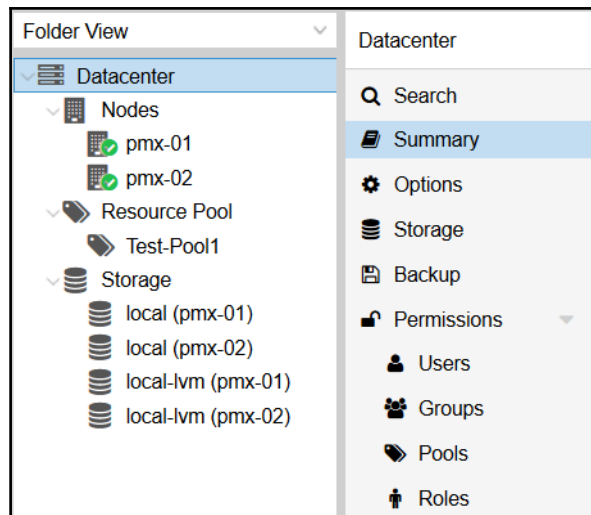 Folder View
Datacenter
Nodes
pmx-01
pmx-02
Resource Pool
Test-Pool1
Storage
local (pmx-01)
local (pmx-02)
local-lvm (pmx-01)
local-lvm (pmx-02)
Datacenter
Search
Summary
Options
Storage
Backup
Permissions
Users
Groups
Pools
Roles